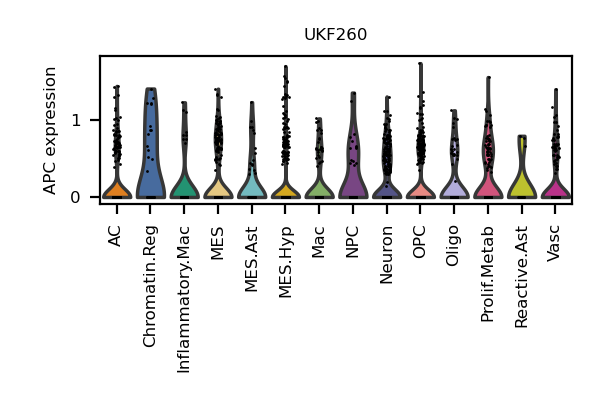 UKF260
APC expression
1
0
AC
Chromatin.Reg
Inflammatory.Mac
MES
MES.Ast
MES.Hyp
Mac
NPC
Neuron
OPC
Oligo
Prolif.Metab
Reactive.Ast
Vasc